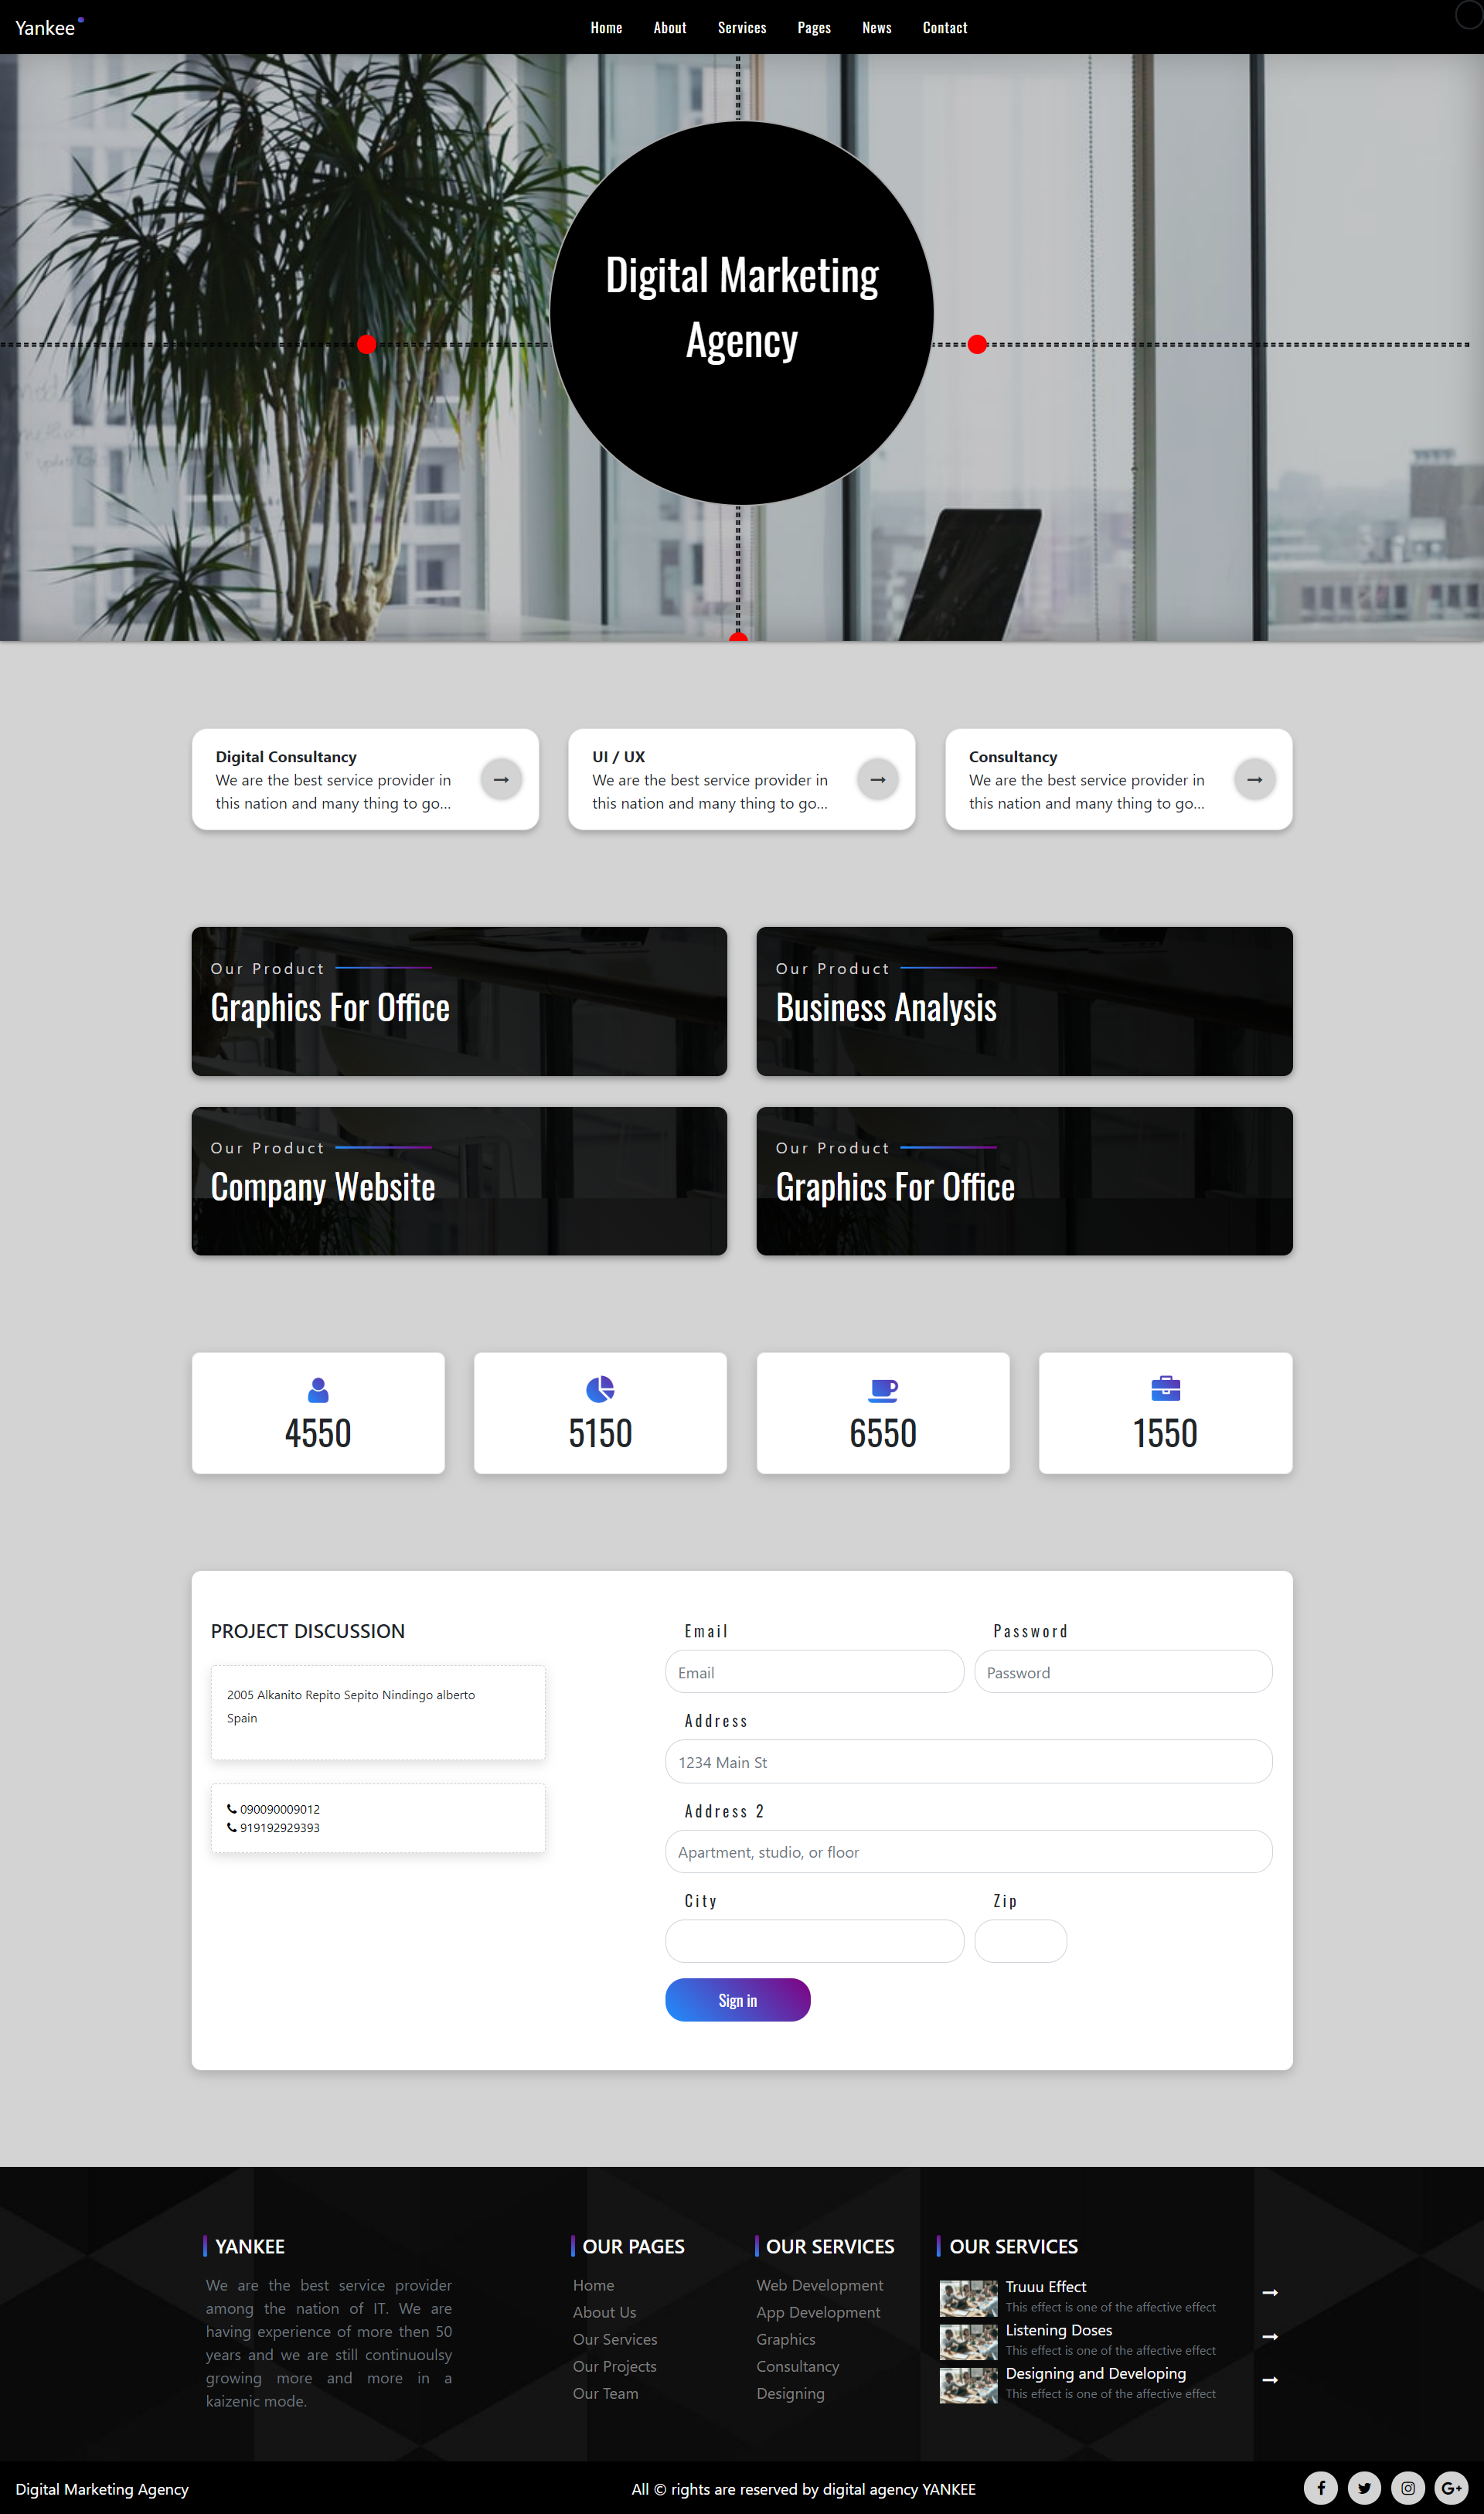 Yankee
Home
About
Services
Pages
News
Contact
Digital Marketing
Agency
Digital Consultancy
We are the best service provider in
this nation and many thing to go...
UI / UX
We are the best service provider in
this nation and many thing to go...
Consultancy
We are the best service provider in
this nation and many thing to go...
Our Product
Graphics For Office
Our Product
Business Analysis
Our Product
Company Website
Our Product
Graphics For Office
4550
5150
6550
1550
PROJECT DISCUSSION
2005 Alkanito Repito Sepito Nindingo alberto
Spain
090090009012
919192929393
Email
Password
Email
Password
Address
1234 Main St
Address 2
Apartment, studio, or floor
City
Zip
Sign in
YANKEE
We are the best service provider
among the nation of IT. We are
having experience of more then 50
years and we are still continuoulsy
growing more and more in a
kaizenic mode.
OUR PAGES
Home
About Us
Our Services
Our Projects
Our Team
OUR SERVICES
Web Development
App Development
Graphics
Consultancy
Designing
OUR SERVICES
Truuu Effect
This effect is one of the affective effect
Listening Doses
This effect is one of the affective effect
Designing and Developing
This effect is one of the affective effect
Digital Marketing Agency
All © rights are reserved by digital agency YANKEE